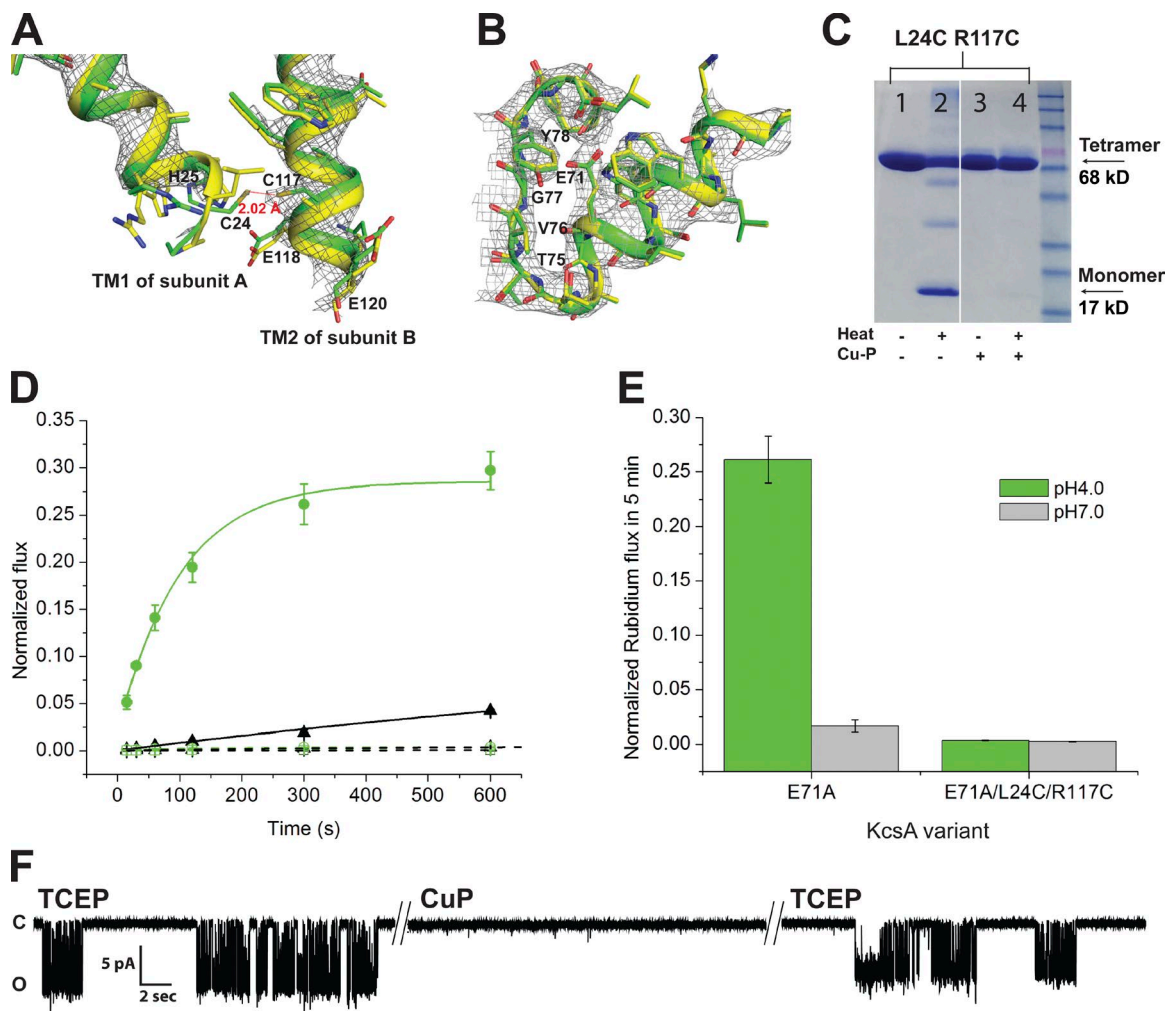 A
H25
C117
2.02 A
C24
E118
E120
TM1 of subunit A
TM2 of subunit B
B
Y78
E71
G77
V76
T75
C
L24C R117C
1 2 3 4
Tetramer
68 kD
Monomer
17 kD
Heat - + - +
Cu-P - - + +
D
Normalized flux
0.35
0.30
0.25
0.20
0.15
0.10
0.05
0.00
0 100 200 300 400 500 600
Time (s)
E
Normalized Rubidium flux in 5 min
0.30
0.25
0.20
0.15
0.10
0.05
0.00
pH4.0
pH7.0
E71A E71A/L24C/R117C
KcsA variant
F
TCEP CuP TCEP
C
O
5 pA
2 sec